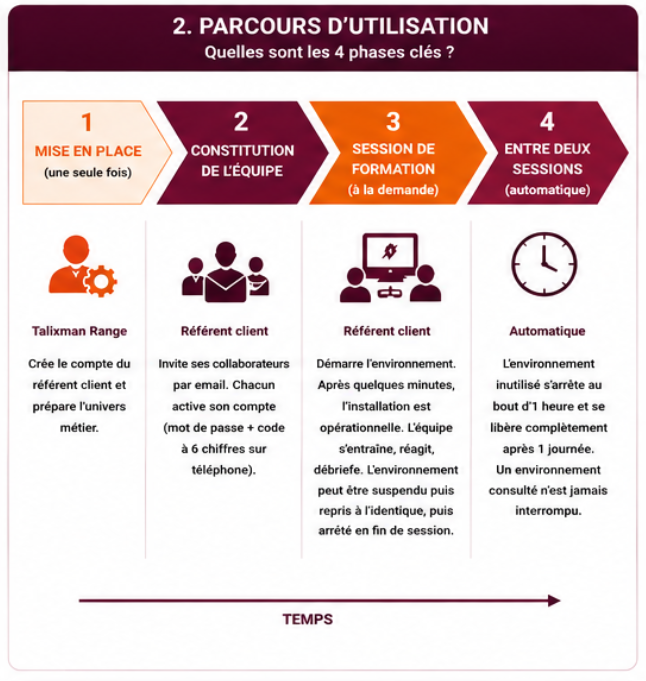 2. PARCOURS D'UTILISATION
Quelles sont les 4 phases clés ?
1
MISE EN PLACE
(une seule fois)
2
CONSTITUTION
DE L'ÉQUIPE
3
SESSION DE
FORMATION
(à la demande)
4
ENTRE DEUX
SESSIONS
(automatique)
Talixman Range
Crée le compte du
référent client et
prépare l'univers
métier.
Référent client
Invite ses collaborateurs
par email. Chacun
active son compte
(mot de passe + code
à 6 chiffres sur
téléphone).
Référent client
Démarre l'environnement.
Après quelques minutes,
l'installation est
opérationnelle. L'équipe
s'entraîne, réagit,
débriefe. L'environnement
peut être suspendu puis
repris à l'identique, puis
arrété en fin de session.
Automatique
L'environnement
inutilisé s'arrête au
bout d'1 heure et se
libère complètement
après 1 journée.
Un environnement
consulté n'est jamais
interrompu.
TEMPS